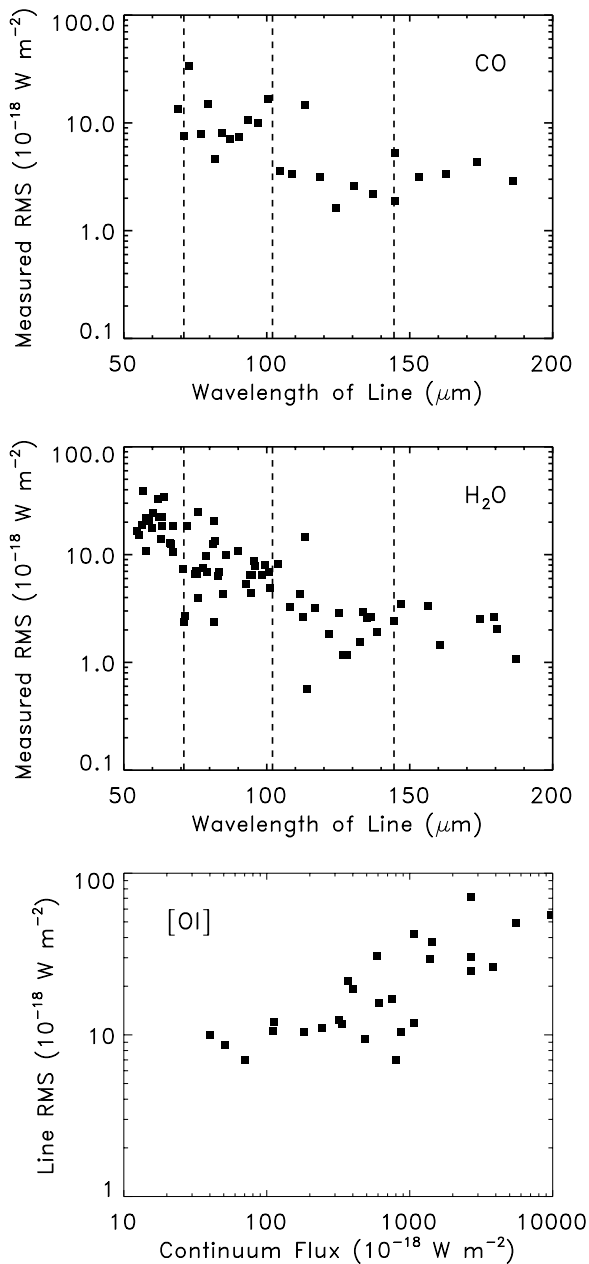 100.0
10.0
1.0
0.1
Measured RMS (10⁻¹⁸ W m⁻²)
CO
50 100 150 200
Wavelength of Line (μm)
100.0
10.0
1.0
0.1
Measured RMS (10⁻¹⁸ W m⁻²)
H₂O
50 100 150 200
Wavelength of Line (μm)
100
10
1
Line RMS (10⁻¹⁸ W m⁻²)
[OI]
10 100 1000 10000
Continuum Flux (10⁻¹⁸ W m⁻²)